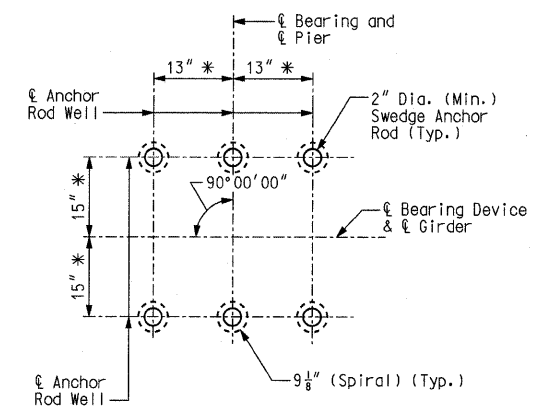 ℄ Bearing and
℄ Pier
13" * 13" *
℄ Anchor
Rod Well
2" Dia. (Min.)
Swedge Anchor
Rod (Typ.)
90°00'00"
15" *
℄ Bearing Device
& ℄ Girder
15" *
9⅛" (Spiral) (Typ.)
℄ Anchor
Rod Well